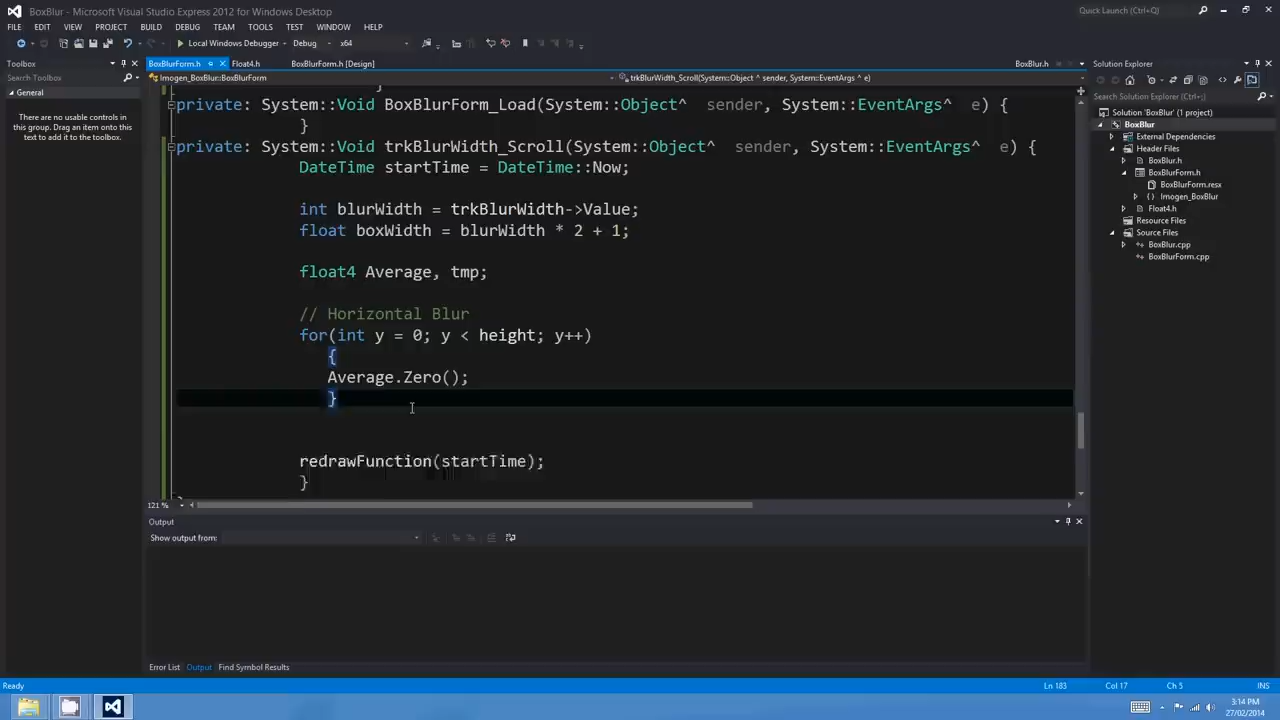 BoxBlur - Microsoft Visual Studio Express 2012 for Windows Desktop
Quick Launch (Ctrl+Q)
FILE EDIT VIEW PROJECT BUILD DEBUG TEAM TOOLS TEST WINDOW HELP
Local Windows Debugger Debug x64
Toolbox
Search Toolbox
General
There are no usable controls in
this group. Drag an item onto this
text to add it to the toolbox.
BoxBlurForm.h Float4.h BoxBlurForm.h [Design] BoxBlur.h
Imogen_BoxBlur::BoxBlurForm trkBlurWidth_Scroll(System::Object ^ sender, System::EventArgs ^ e)
}
private: System::Void BoxBlurForm_Load(System::Object^ sender, System::EventArgs^ e) {
}
private: System::Void trkBlurWidth_Scroll(System::Object^ sender, System::EventArgs^ e) {
DateTime startTime = DateTime::Now;
int blurWidth = trkBlurWidth->Value;
float boxWidth = blurWidth * 2 + 1;
float4 Average, tmp;
// Horizontal Blur
for(int y = 0; y < height; y++)
{
Average.Zero();
}
redrawFunction(startTime);
}
121 %
Output
Show output from:
Error List Output Find Symbol Results
Solution Explorer
Search Solution Explorer (Ctrl+;)
Solution 'BoxBlur' (1 project)
BoxBlur
External Dependencies
Header Files
BoxBlur.h
BoxBlurForm.h
BoxBlurForm.resx
Imogen_BoxBlur
Float4.h
Resource Files
Source Files
BoxBlur.cpp
BoxBlurForm.cpp
Ready Ln 183 Col 17 Ch 5 INS
3:14 PM
27/02/2014